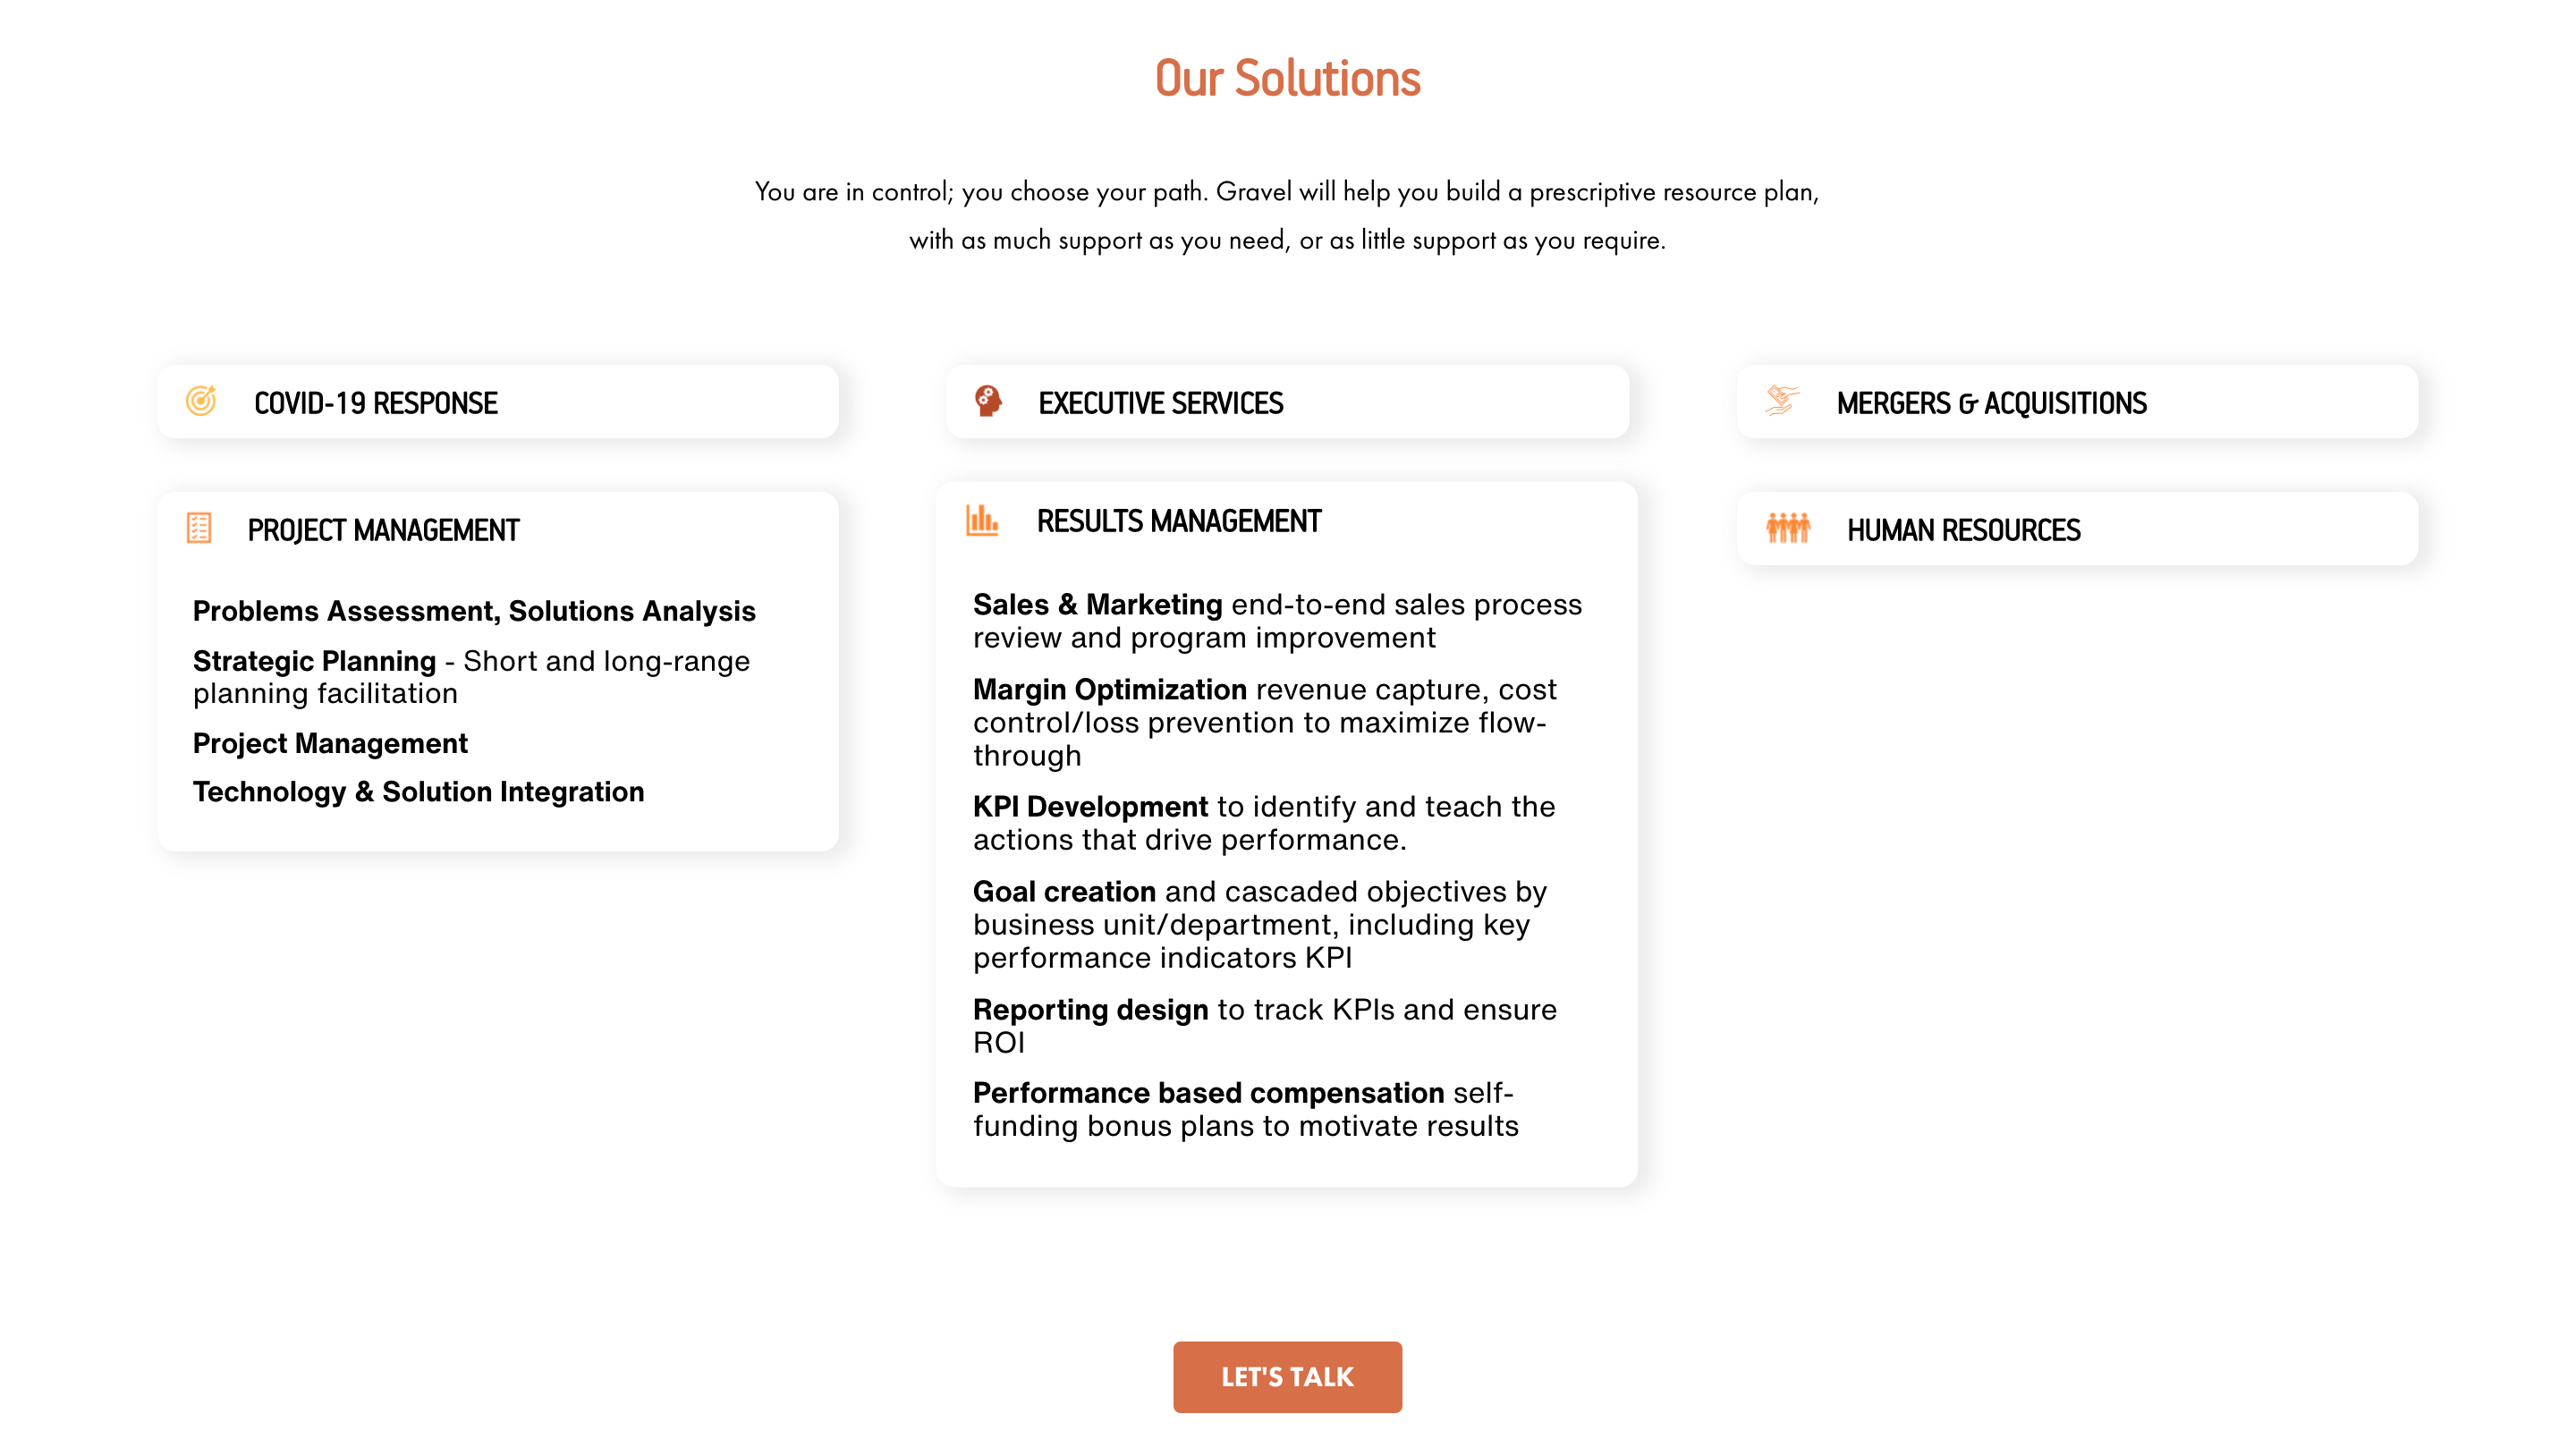 Our Solutions
You are in control; you choose your path. Gravel will help you build a prescriptive resource plan,
with as much support as you need, or as little support as you require.
COVID-19 RESPONSE
EXECUTIVE SERVICES
MERGERS & ACQUISITIONS
PROJECT MANAGEMENT
Problems Assessment, Solutions Analysis
Strategic Planning - Short and long-range
planning facilitation
Project Management
Technology & Solution Integration
RESULTS MANAGEMENT
Sales & Marketing end-to-end sales process
review and program improvement
Margin Optimization revenue capture, cost
control/loss prevention to maximize flow-
through
KPI Development to identify and teach the
actions that drive performance.
Goal creation and cascaded objectives by
business unit/department, including key
performance indicators KPI
Reporting design to track KPIs and ensure
ROI
Performance based compensation self-
funding bonus plans to motivate results
HUMAN RESOURCES
LET'S TALK